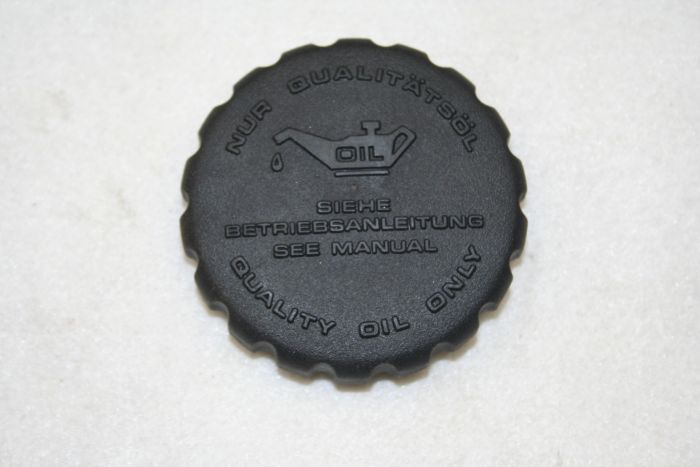 NUR QUALITÄTSÖL
OIL
SIEHE
BETRIEBSANLEITUNG
SEE MANUAL
QUALITY OIL ONLY